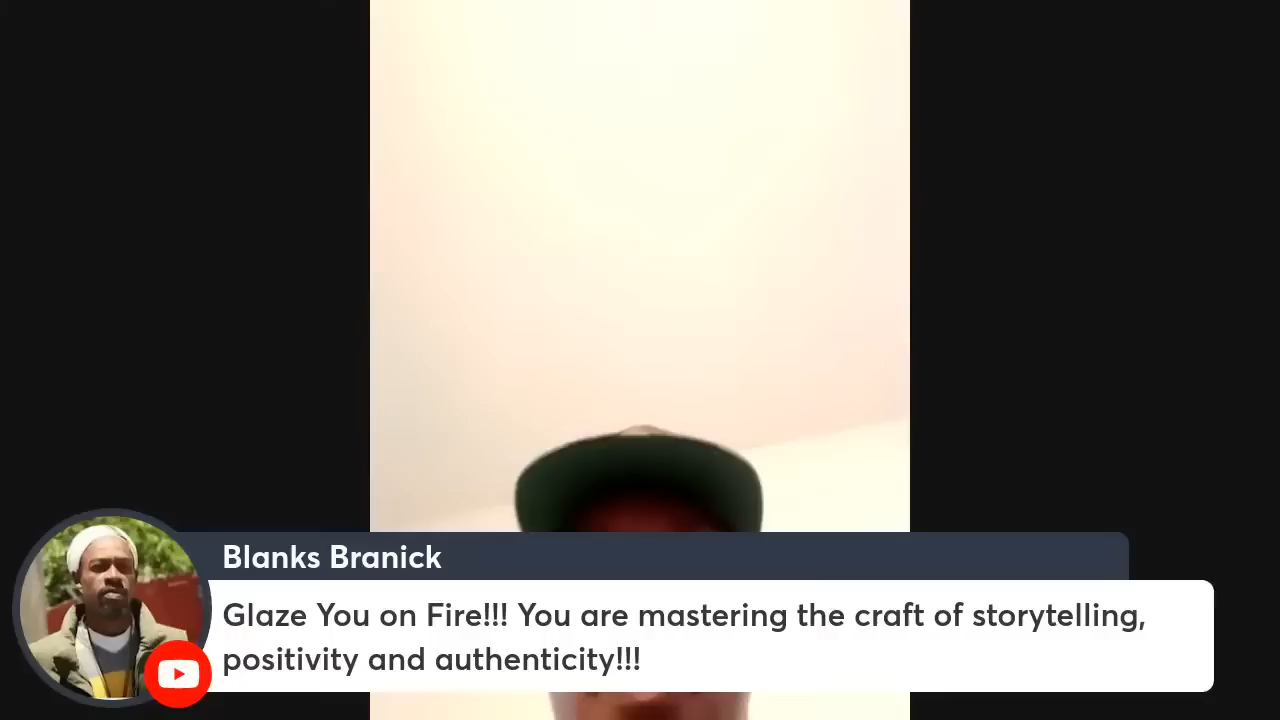 Blanks Branick
Glaze You on Fire!!! You are mastering the craft of storytelling,
positivity and authenticity!!!